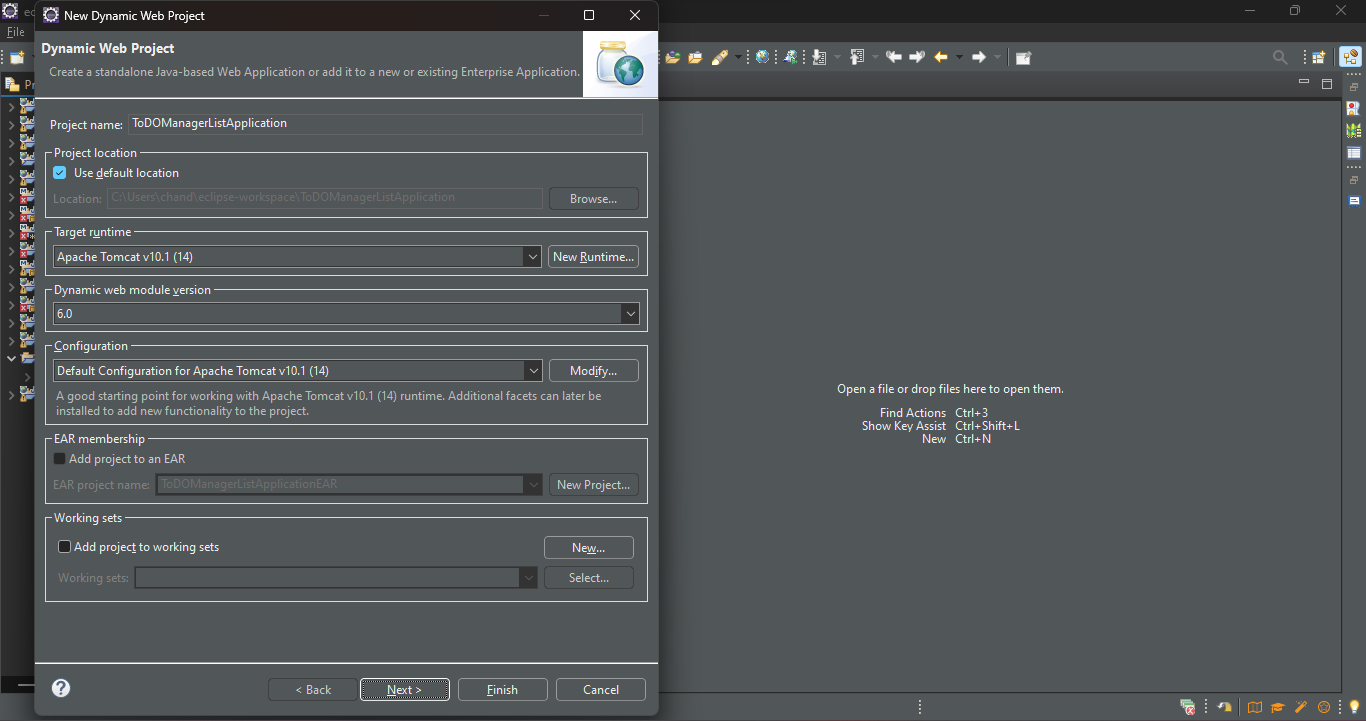 New Dynamic Web Project
File
Dynamic Web Project
Create a standalone Java-based Web Application or add it to a new or existing Enterprise Application.
Project name: ToDOManagerListApplication
Project location
Use default location
Location: C:\Users\chand\eclipse-workspace\ToDOManagerListApplication Browse...
Target runtime
Apache Tomcat v10.1 (14) New Runtime...
Dynamic web module version
6.0
Configuration
Default Configuration for Apache Tomcat v10.1 (14) Modify...
A good starting point for working with Apache Tomcat v10.1 (14) runtime. Additional facets can later be
installed to add new functionality to the project.
EAR membership
Add project to an EAR
EAR project name: ToDOManagerListApplicationEAR New Project...
Working sets
Add project to working sets New...
Working sets: Select...
< Back Next > Finish Cancel
Open a file or drop files here to open them.
Find Actions Ctrl+3
Show Key Assist Ctrl+Shift+L
New Ctrl+N